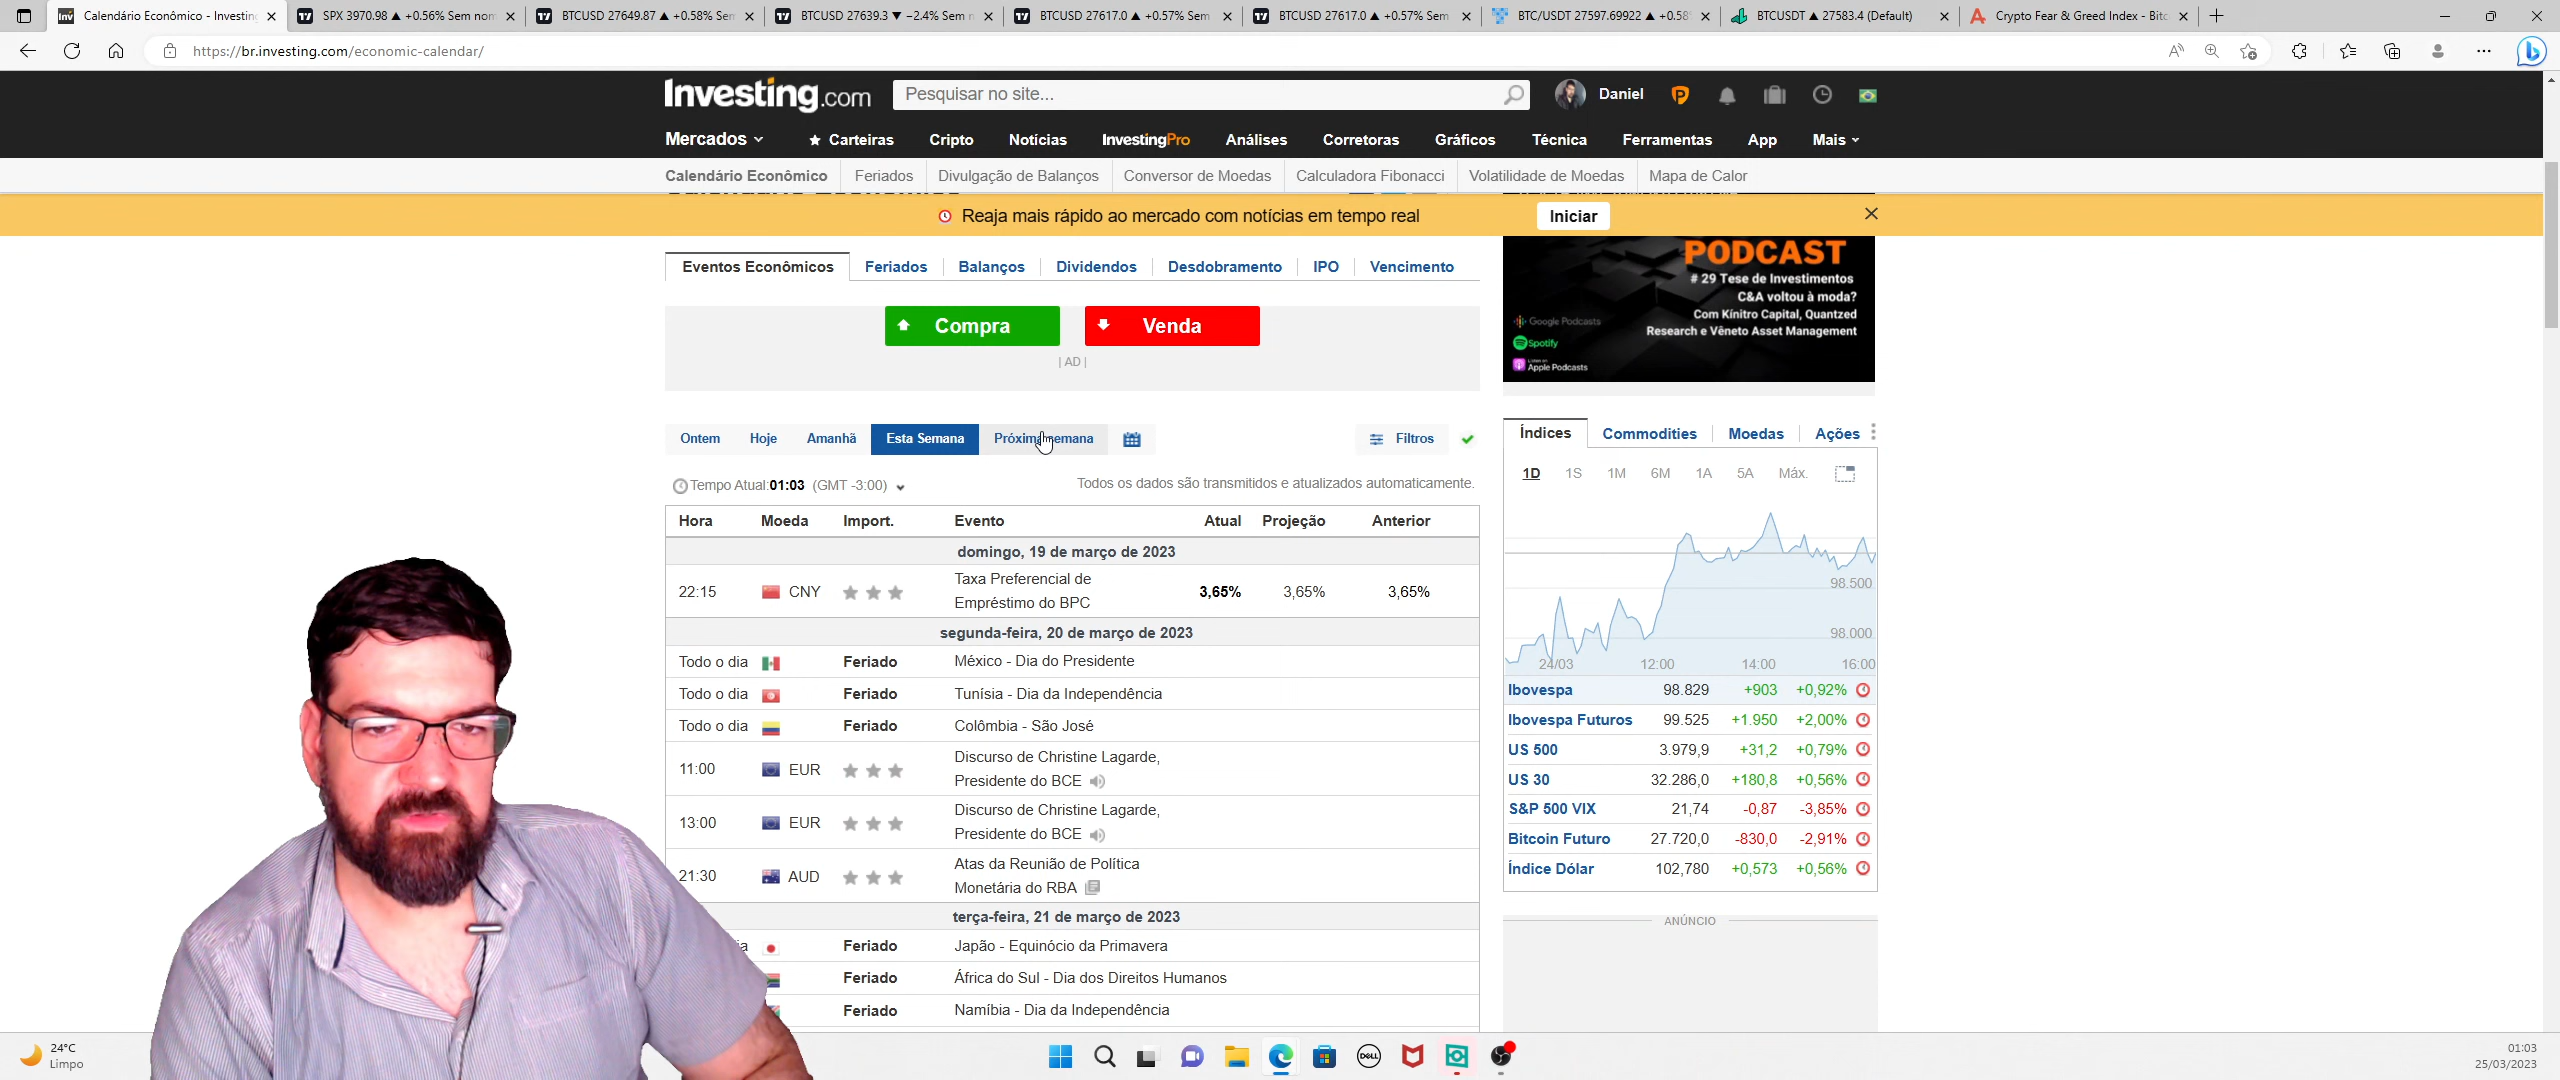 Calendário Econômico - Investinc
SPX 3970.98 ▲ +0.56% Sem nom
BTCUSD 27649.87 ▲ +0.58% Sem
BTCUSD 27639.3 ▼ −2.4% Sem n
BTCUSD 27617.0 ▲ +0.57% Sem
BTCUSD 27617.0 ▲ +0.57% Sem
BTC/USDT 27597.69922 ▲ +0.58
BTCUSDT ▲ 27583.4 (Default)
Crypto Fear & Greed Index - Bitc
https://br.investing.com/economic-calendar/
Investing.com
Pesquisar no site...
Daniel
Mercados
Carteiras
Cripto
Notícias
InvestingPro
Análises
Corretoras
Gráficos
Técnica
Ferramentas
App
Mais
Calendário Econômico
Feriados
Divulgação de Balanços
Conversor de Moedas
Calculadora Fibonacci
Volatilidade de Moedas
Mapa de Calor
Reaja mais rápido ao mercado com notícias em tempo real
Iniciar
Eventos Econômicos
Feriados
Balanços
Dividendos
Desdobramento
IPO
Vencimento
PODCAST
# 29 Tese de Investimentos
C&A voltou à moda?
Com Kínitro Capital, Quantzed
Research e Vêneto Asset Management
Google Podcasts
Spotify
Listen on
Apple Podcasts
Compra
Venda
| AD |
Ontem
Hoje
Amanhã
Esta Semana
Próxima semana
Filtros
Tempo Atual:01:03 (GMT -3:00)
Todos os dados são transmitidos e atualizados automaticamente.
Hora Moeda Import. Evento Atual Projeção Anterior
domingo, 19 de março de 2023
22:15 CNY Taxa Preferencial de
Empréstimo do BPC 3,65% 3,65% 3,65%
segunda-feira, 20 de março de 2023
Todo o dia Feriado México - Dia do Presidente
Todo o dia Feriado Tunísia - Dia da Independência
Todo o dia Feriado Colômbia - São José
11:00 EUR Discurso de Christine Lagarde,
Presidente do BCE
13:00 EUR Discurso de Christine Lagarde,
Presidente do BCE
21:30 AUD Atas da Reunião de Política
Monetária do RBA
terça-feira, 21 de março de 2023
ia Feriado Japão - Equinócio da Primavera
Feriado África do Sul - Dia dos Direitos Humanos
Feriado Namíbia - Dia da Independência
Índices
Commodities
Moedas
Ações
1D 1S 1M 6M 1A 5A Máx.
98.500
98.000
24/03 12:00 14:00 16:00
Ibovespa 98.829 +903 +0,92%
Ibovespa Futuros 99.525 +1.950 +2,00%
US 500 3.979,9 +31,2 +0,79%
US 30 32.286,0 +180,8 +0,56%
S&P 500 VIX 21,74 -0,87 -3,85%
Bitcoin Futuro 27.720,0 -830,0 -2,91%
Índice Dólar 102,780 +0,573 +0,56%
ANÚNCIO
24°C
Limpo
DELL
01:03
25/03/2023